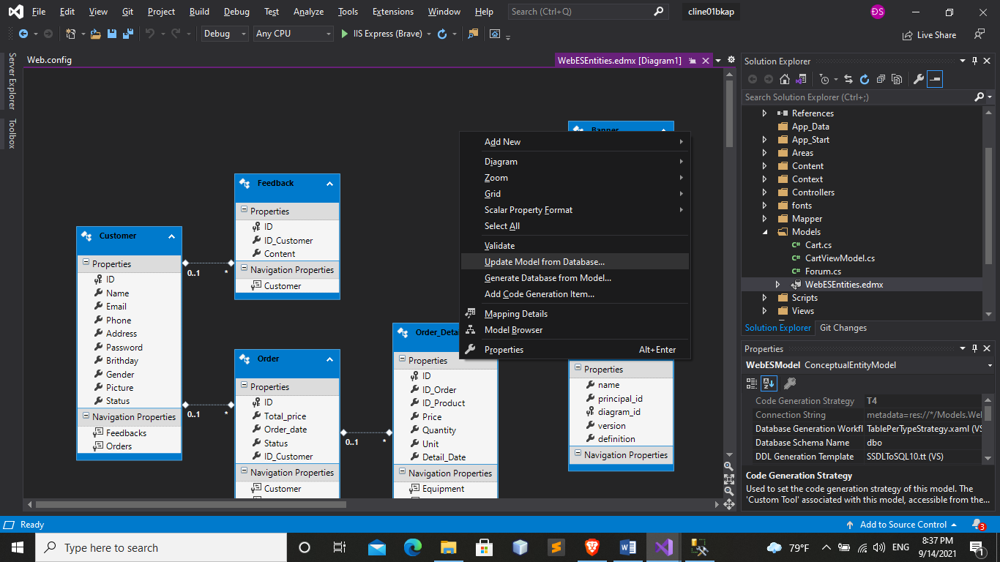 File Edit View Git Project Build Debug Test Analyze Tools Extensions Window Help Search (Ctrl+Q) cline01bkap ĐS
Debug Any CPU IIS Express (Brave) Live Share
Server Explorer
Toolbox
Web.config WebESEntities.edmx [Diagram1]
Banner
Add New
Diagram
Zoom
Grid
Scalar Property Format
Select All
Validate
Update Model from Database...
Generate Database from Model...
Add Code Generation Item...
Mapping Details
Model Browser
Properties Alt+Enter
Feedback
Properties
ID
ID_Customer
Content
Navigation Properties
Customer
Customer
Properties
ID
Name
Email
Phone
Address
Password
Brithday
Gender
Picture
Status
Navigation Properties
Feedbacks
Orders
0..1 *
0..1 *
Order
Properties
ID
Total_price
Order_date
Status
ID_Customer
Navigation Properties
Customer
0..1 *
Order_Detai
Properties
ID
ID_Order
ID_Product
Price
Quantity
Unit
Detail_Date
Navigation Properties
Equipment
Properties
name
principal_id
diagram_id
version
definition
Navigation Properties
Solution Explorer
Search Solution Explorer (Ctrl+;)
References
App_Data
App_Start
Areas
Content
Context
Controllers
fonts
Mapper
Models
C# Cart.cs
C# CartViewModel.cs
C# Forum.cs
WebESEntities.edmx
Scripts
Views
Solution Explorer Git Changes
Properties
WebESModel ConceptualEntityModel
Code Generation Strategy T4
Connection String metadata=res://*/Models.We
Database Generation Workfl TablePerTypeStrategy.xaml (VS
Database Schema Name dbo
DDL Generation Template SSDLToSQL10.tt (VS)
Code Generation Strategy
Used to set the code generation strategy of this model. The
'Custom Tool' associated with this model, accessible from the...
Ready Add to Source Control 3
Type here to search 79°F ENG 8:37 PM
9/14/2021 1